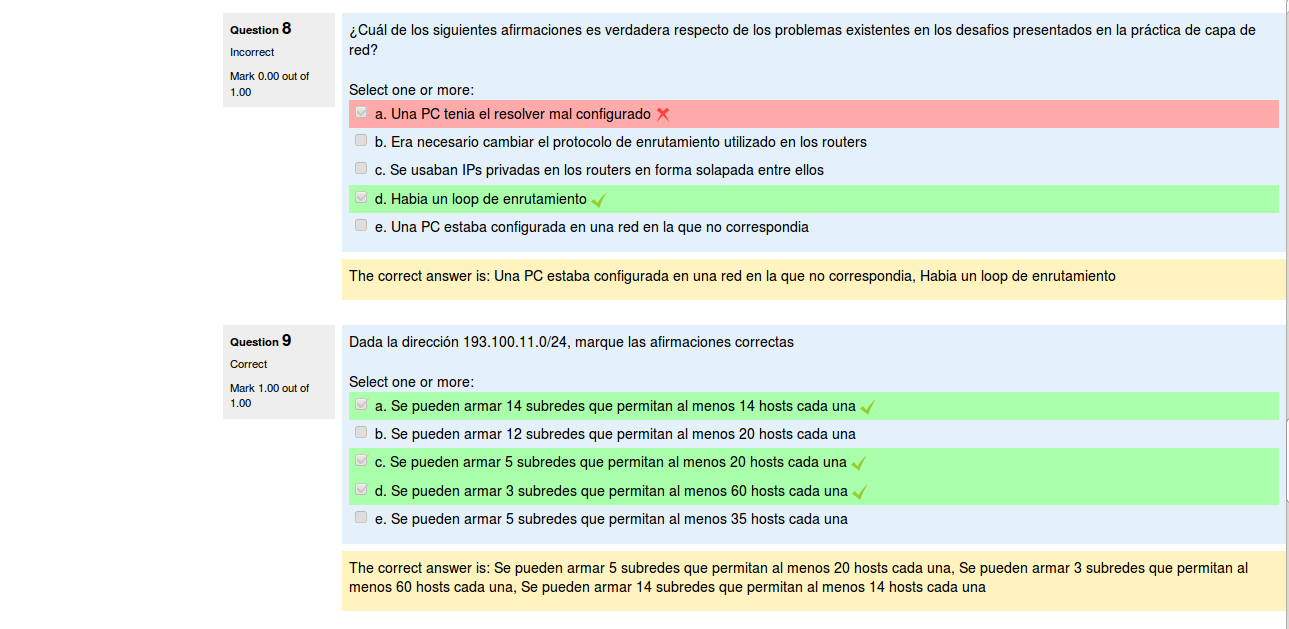 Question 8
Incorrect
Mark 0.00 out of
1.00
¿Cuál de los siguientes afirmaciones es verdadera respecto de los problemas existentes en los desafios presentados en la práctica de capa de
red?
Select one or more:
a. Una PC tenia el resolver mal configurado
b. Era necesario cambiar el protocolo de enrutamiento utilizado en los routers
c. Se usaban IPs privadas en los routers en forma solapada entre ellos
d. Habia un loop de enrutamiento
e. Una PC estaba configurada en una red en la que no correspondia
The correct answer is: Una PC estaba configurada en una red en la que no correspondia, Habia un loop de enrutamiento
Question 9
Correct
Mark 1.00 out of
1.00
Dada la dirección 193.100.11.0/24, marque las afirmaciones correctas
Select one or more:
a. Se pueden armar 14 subredes que permitan al menos 14 hosts cada una
b. Se pueden armar 12 subredes que permitan al menos 20 hosts cada una
c. Se pueden armar 5 subredes que permitan al menos 20 hosts cada una
d. Se pueden armar 3 subredes que permitan al menos 60 hosts cada una
e. Se pueden armar 5 subredes que permitan al menos 35 hosts cada una
The correct answer is: Se pueden armar 5 subredes que permitan al menos 20 hosts cada una, Se pueden armar 3 subredes que permitan al
menos 60 hosts cada una, Se pueden armar 14 subredes que permitan al menos 14 hosts cada una